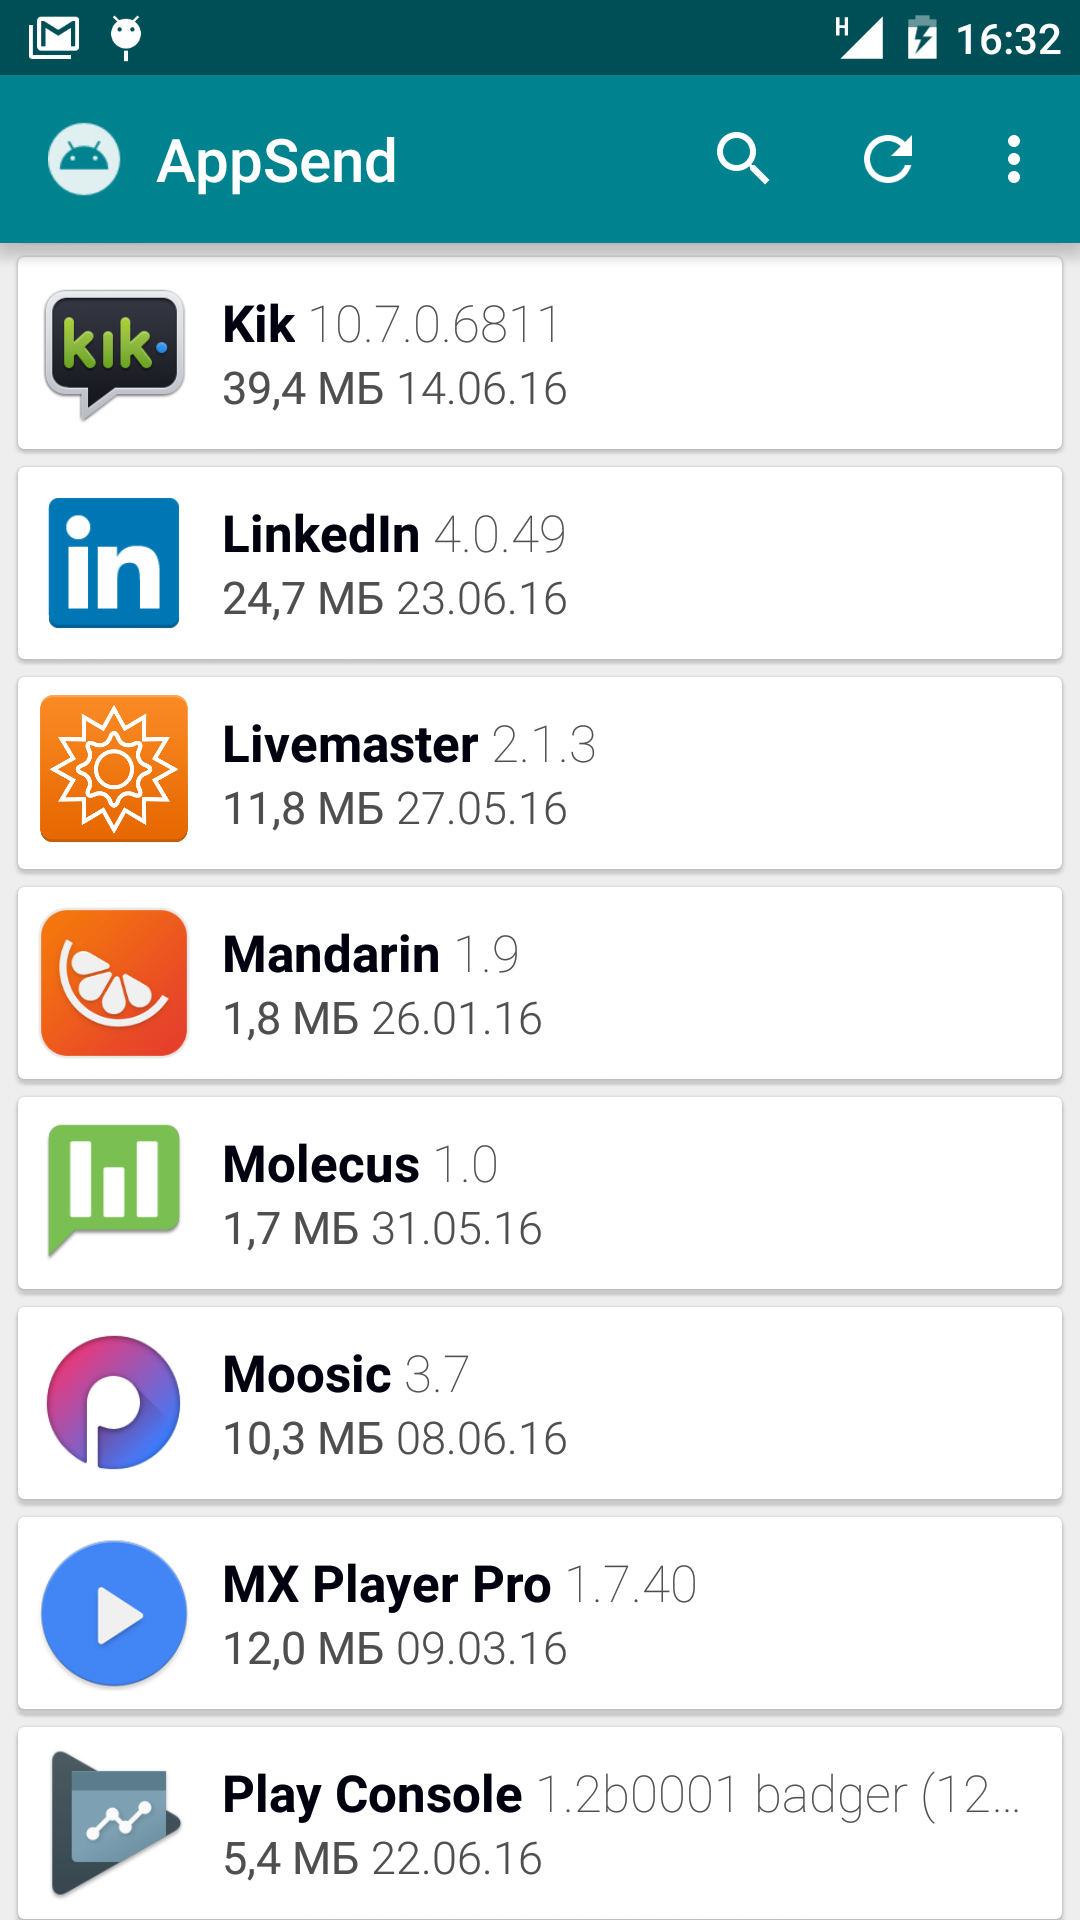 H 16:32
AppSend
kik
Kik 10.7.0.6811
39,4 МБ 14.06.16
in
LinkedIn 4.0.49
24,7 МБ 23.06.16
Livemaster 2.1.3
11,8 МБ 27.05.16
Mandarin 1.9
1,8 МБ 26.01.16
Molecus 1.0
1,7 МБ 31.05.16
Moosic 3.7
10,3 МБ 08.06.16
MX Player Pro 1.7.40
12,0 МБ 09.03.16
Play Console 1.2b0001 badger (12...
5,4 МБ 22.06.16